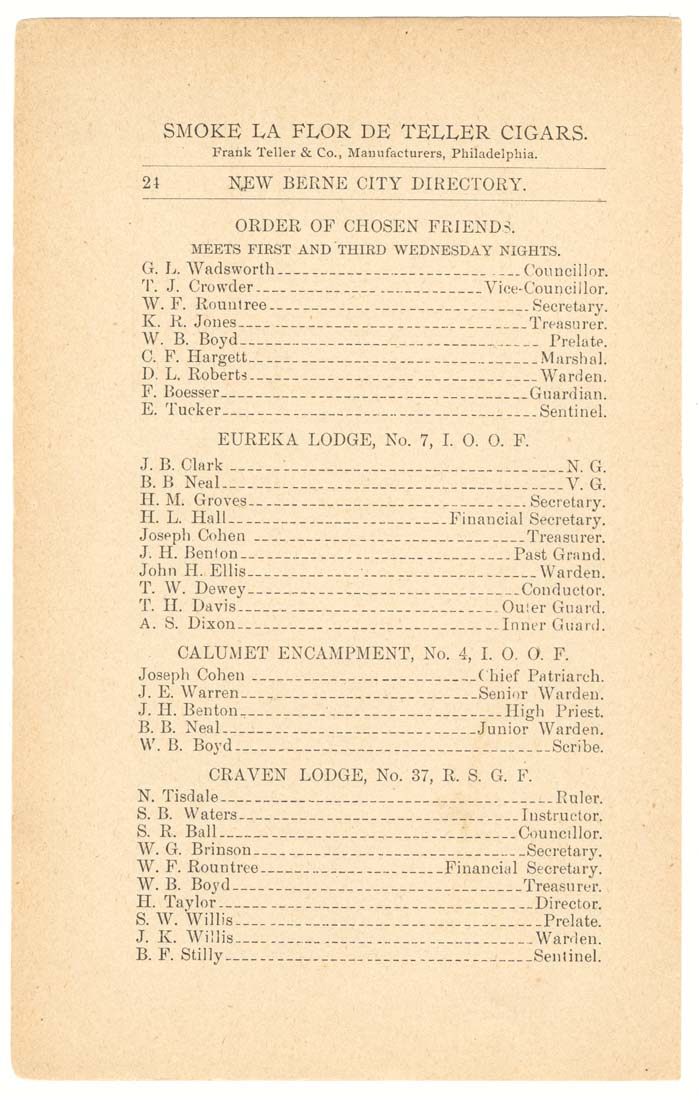 SMOKE LA FLOR DE TELLER CIGARS.
Frank Teller & Co., Manufacturers, Philadelphia.
24 NEW BERNE CITY DIRECTORY.
ORDER OF CHOSEN FRIENDS.
MEETS FIRST AND THIRD WEDNESDAY NIGHTS.
G. L. Wadsworth Councillor.
T. J. Crowder Vice-Councillor.
W. F. Rountree Secretary.
K. R. Jones Treasurer.
W. B. Boyd Prelate.
C. F. Hargett Marshal.
D. L. Roberts Warden.
F. Boesser Guardian.
E. Tucker Sentinel.
EUREKA LODGE, No. 7, I. O. O. F.
J. B. Clark N. G.
B. B Neal V. G.
H. M. Groves Secretary.
H. L. Hall Financial Secretary.
Joseph Cohen Treasurer.
J. H. Benton Past Grand.
John H. Ellis Warden.
T. W. Dewey Conductor.
T. H. Davis Outer Guard.
A. S. Dixon Inner Guard.
CALUMET ENCAMPMENT, No. 4, I. O. O. F.
Joseph Cohen Chief Patriarch.
J. E. Warren Senior Warden.
J. H. Benton High Priest.
B. B. Neal Junior Warden.
W. B. Boyd Scribe.
CRAVEN LODGE, No. 37, R. S. G. F.
N. Tisdale Ruler.
S. B. Waters Instructor.
S. R. Ball Councillor.
W. G. Brinson Secretary.
W. F. Rountree Financial Secretary.
W. B. Boyd Treasurer.
H. Taylor Director.
S. W. Willis Prelate.
J. K. Willis Warden.
B. F. Stilly Sentinel.